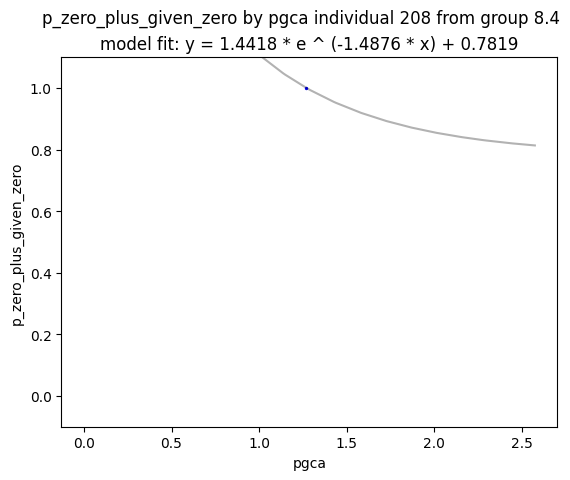 p_zero_plus_given_zero by pgca individual 208 from group 8.4
model fit: y = 1.4418 * e ^ (-1.4876 * x) + 0.7819
1.0
0.8
0.6
0.4
0.2
0.0
p_zero_plus_given_zero
0.0 0.5 1.0 1.5 2.0 2.5
pgca